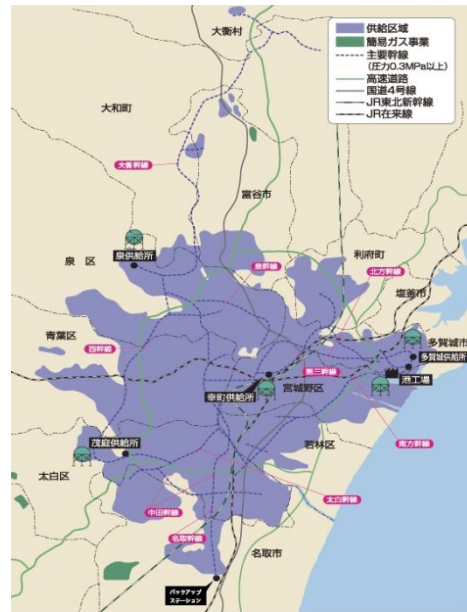 大衡村
供給区域
簡易ガス事業
主要幹線
(圧力0.3MPa以上)
高速道路
国道4号線
JR東北新幹線
JR在来線
大和町
大衡幹線
富谷市
泉供給所
泉区
泉幹線
北方幹線
利府町
塩釜市
青葉区
西幹線
第三幹線
多賀城市
多賀城供給所
港工場
幸町供給所
宮城野区
茂庭供給所
若林区
南方幹線
太白区
太白幹線
中田幹線
名取幹線
名取市
バックアップ
ステーション